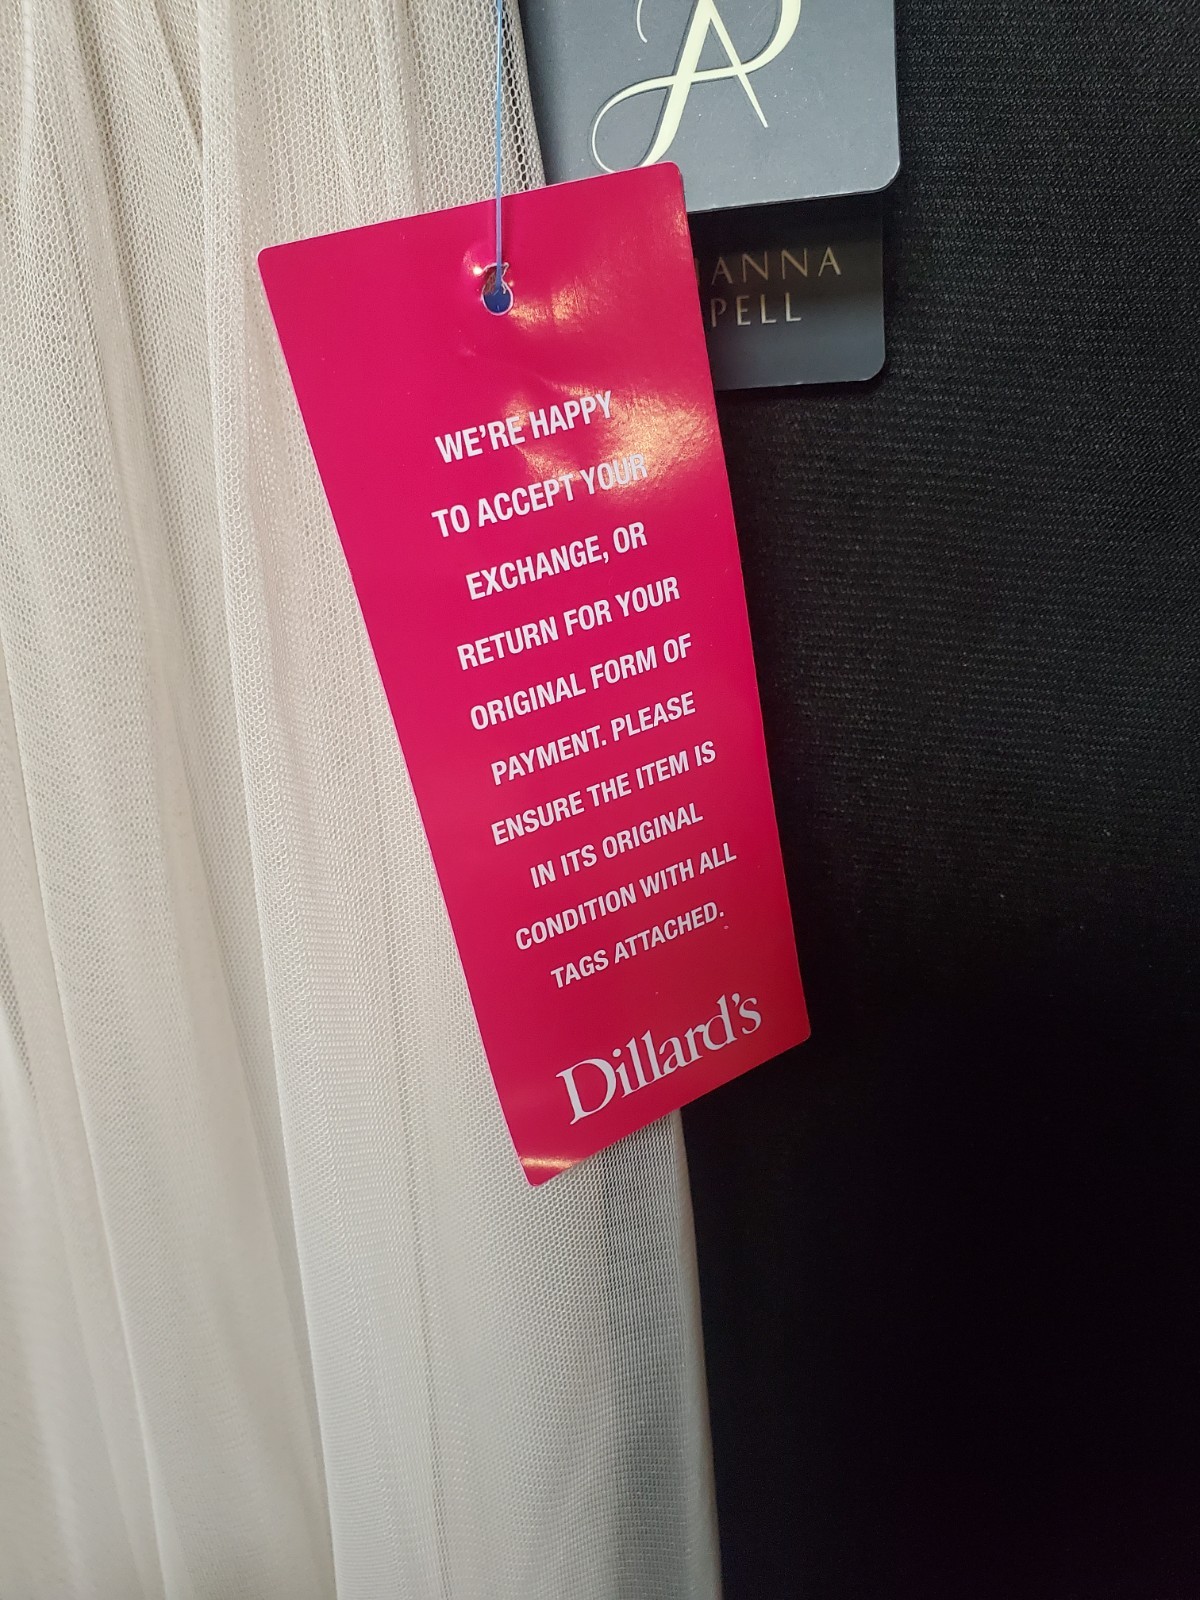 ANNA
PELL
WE'RE HAPPY
TO ACCEPT YOUR
EXCHANGE, OR
RETURN FOR YOUR
ORIGINAL FORM OF
PAYMENT. PLEASE
ENSURE THE ITEM IS
IN ITS ORIGINAL
CONDITION WITH ALL
TAGS ATTACHED.
Dillard's